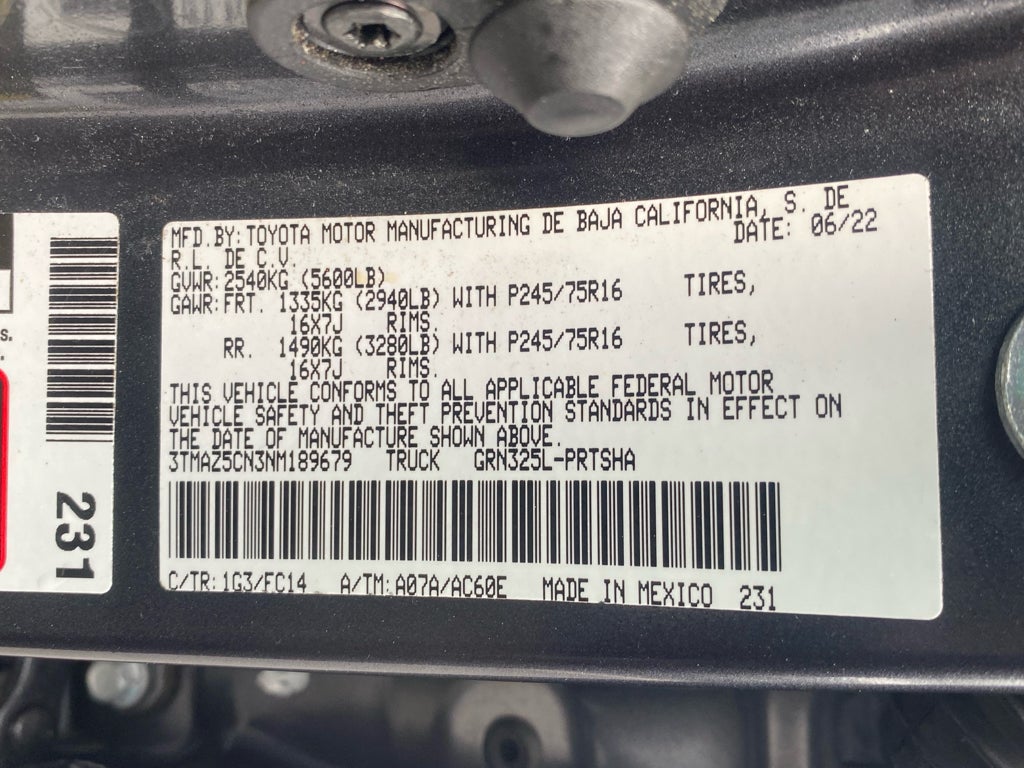 MFD.BY:TOYOTA MOTOR MANUFACTURING DE BAJA CALIFORNIA, S. DE
R.L. DE C.V. DATE: 06/22
GVWR:2540KG (5600LB)
GAWR:FRT. 1335KG (2940LB) WITH P245/75R16 TIRES,
16X7J RIMS.
RR. 1490KG (3280LB) WITH P245/75R16 TIRES,
16X7J RIMS.
THIS VEHICLE CONFORMS TO ALL APPLICABLE FEDERAL MOTOR
VEHICLE SAFETY AND THEFT PREVENTION STANDARDS IN EFFECT ON
THE DATE OF MANUFACTURE SHOWN ABOVE.
3TMAZ5CN3NM189679 TRUCK GRN325L-PRTSHA
C/TR:1G3/FC14 A/TM:A07A/AC60E MADE IN MEXICO 231
231